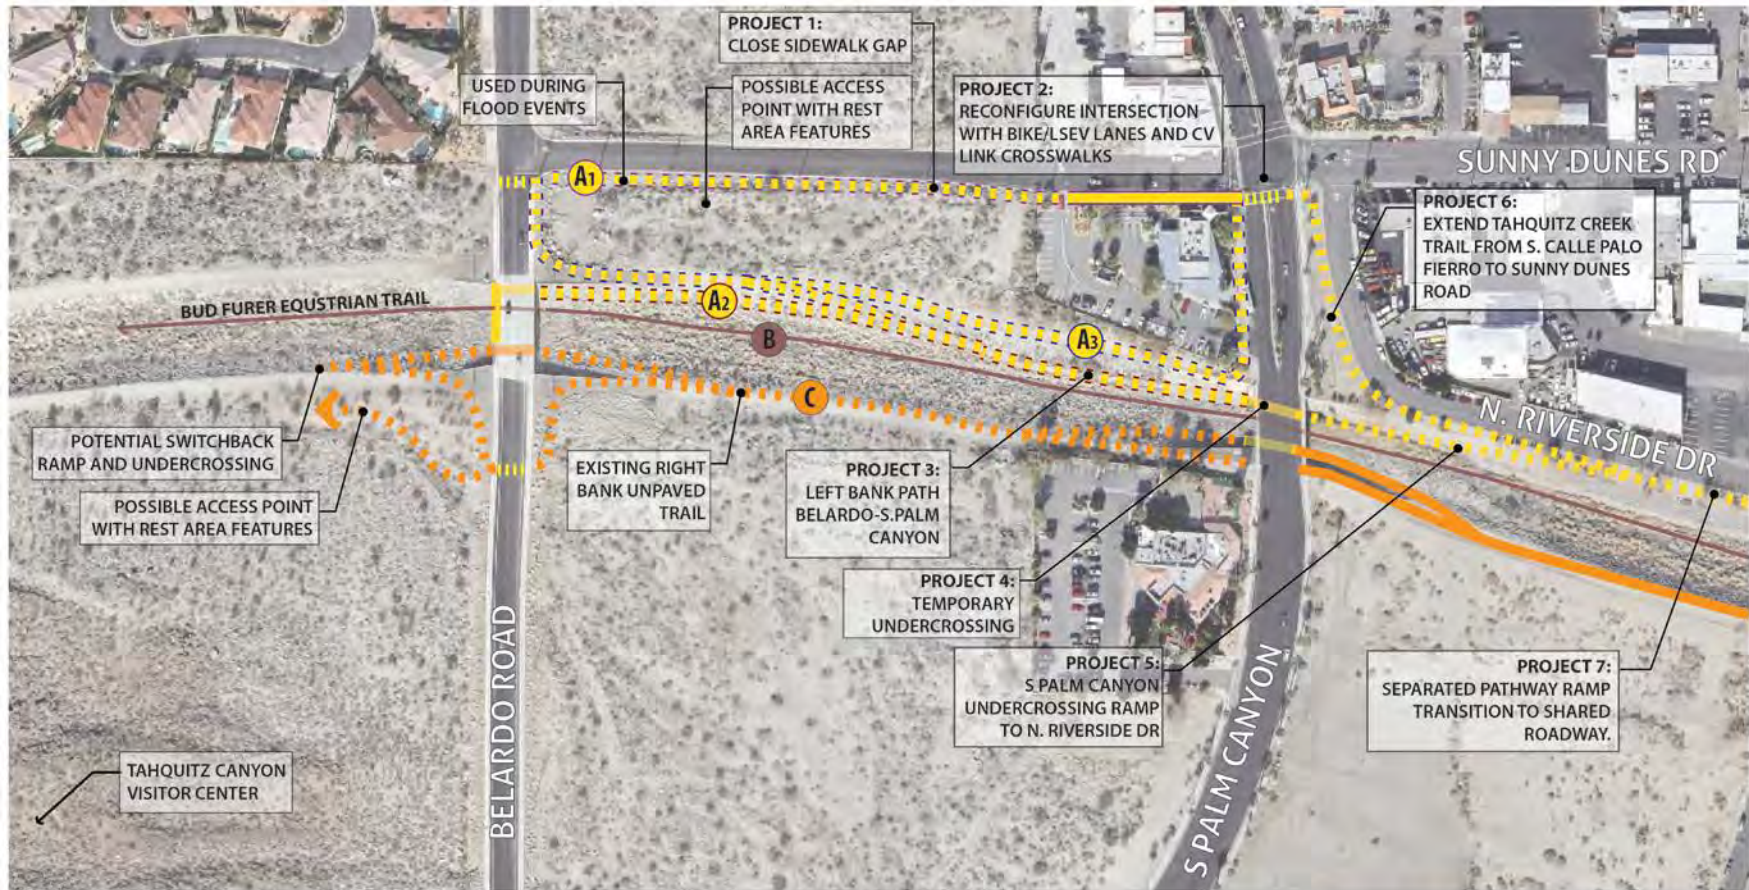 PROJECT 1:
CLOSE SIDEWALK GAP
USED DURING
FLOOD EVENTS
POSSIBLE ACCESS
POINT WITH REST
AREA FEATURES
PROJECT 2:
RECONFIGURE INTERSECTION
WITH BIKE/LSEV LANES AND CV
LINK CROSSWALKS
SUNNY DUNES RD
A1
PROJECT 6:
EXTEND TAHQUITZ CREEK
TRAIL FROM S. CALLE PALO
FIERRO TO SUNNY DUNES
ROAD
BUD FURER EQUSTRIAN TRAIL
A2
B
A3
C
N. RIVERSIDE DR
POTENTIAL SWITCHBACK
RAMP AND UNDERCROSSING
POSSIBLE ACCESS POINT
WITH REST AREA FEATURES
EXISTING RIGHT
BANK UNPAVED
TRAIL
PROJECT 3:
LEFT BANK PATH
BELARDO-S.PALM
CANYON
PROJECT 4:
TEMPORARY
UNDERCROSSING
PROJECT 5:
S PALM CANYON
UNDERCROSSING RAMP
TO N. RIVERSIDE DR
PROJECT 7:
SEPARATED PATHWAY RAMP
TRANSITION TO SHARED
ROADWAY.
BELARDO ROAD
S PALM CANYON
TAHQUITZ CANYON
VISITOR CENTER